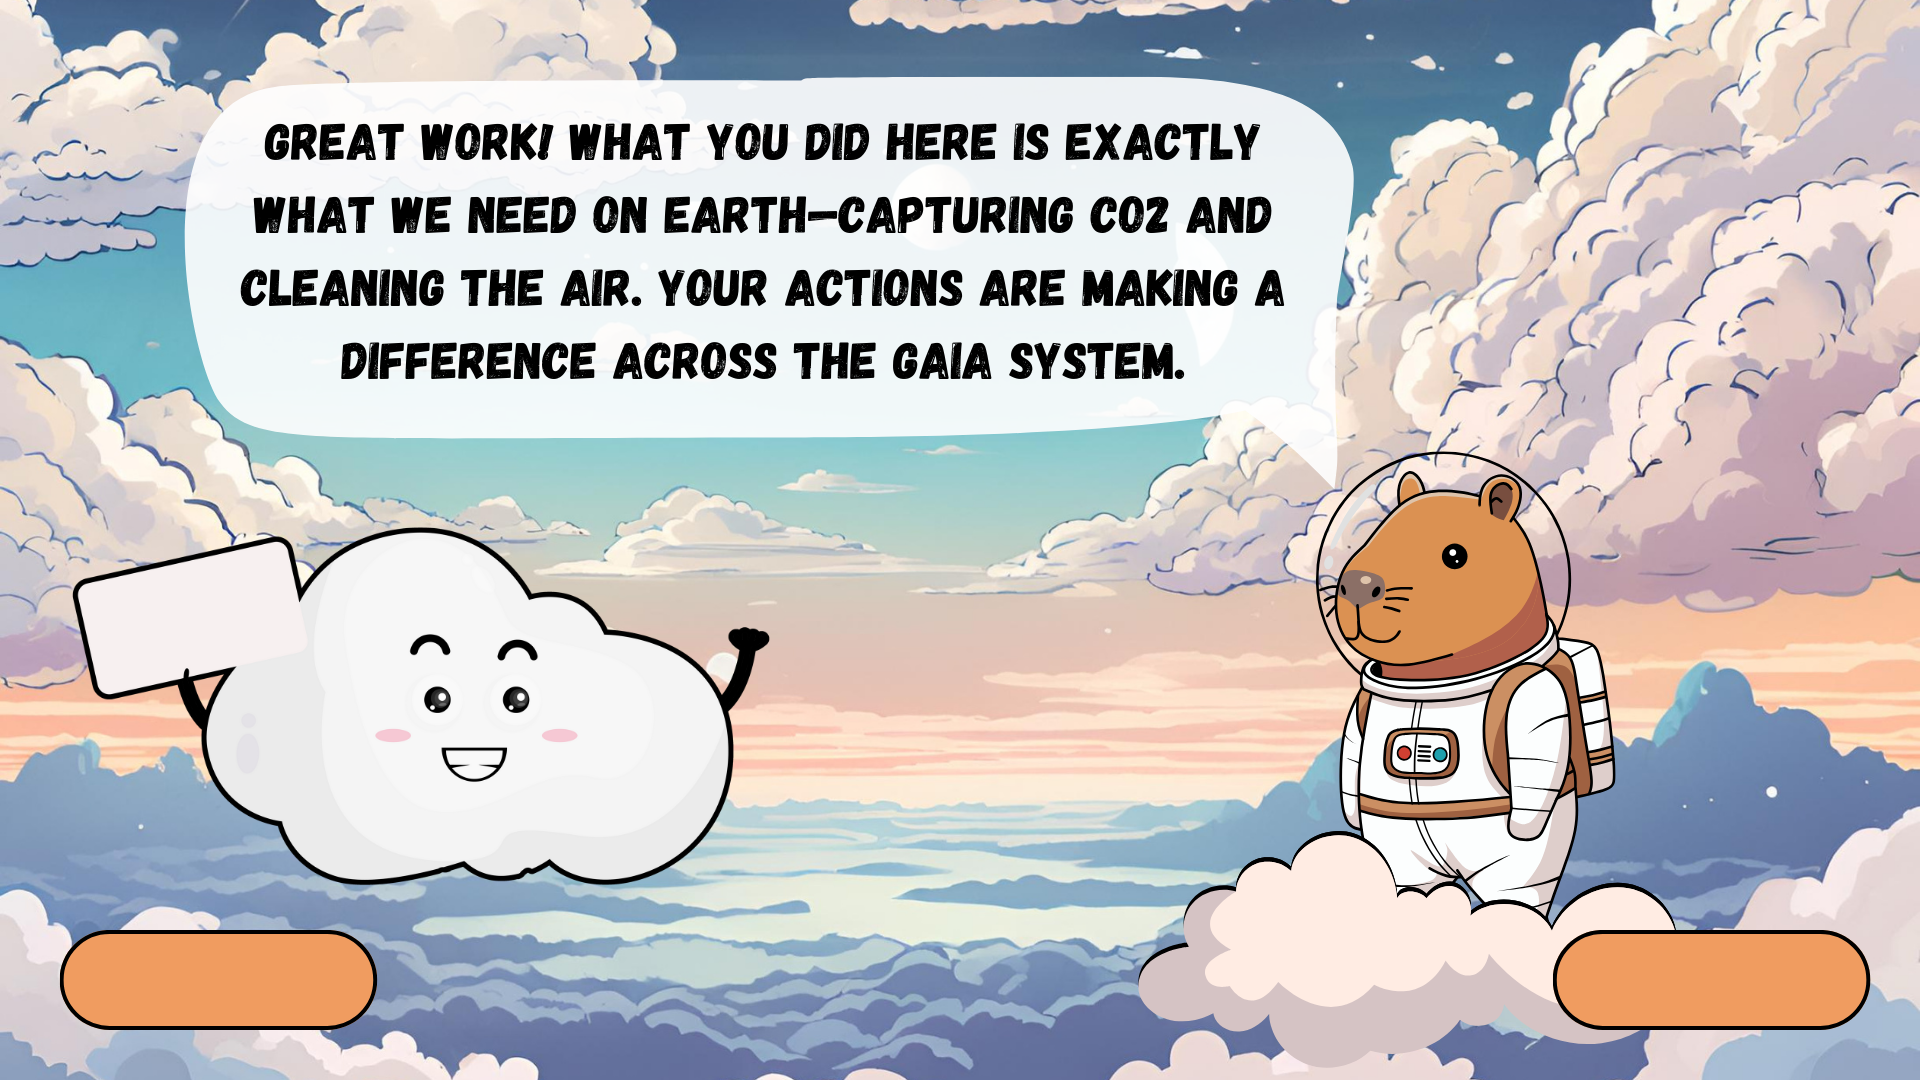 GREAT WORK! WHAT YOU DID HERE IS EXACTLY
WHAT WE NEED ON EARTH—CAPTURING CO2 AND
CLEANING THE AIR. YOUR ACTIONS ARE MAKING A
DIFFERENCE ACROSS THE GAIA SYSTEM.